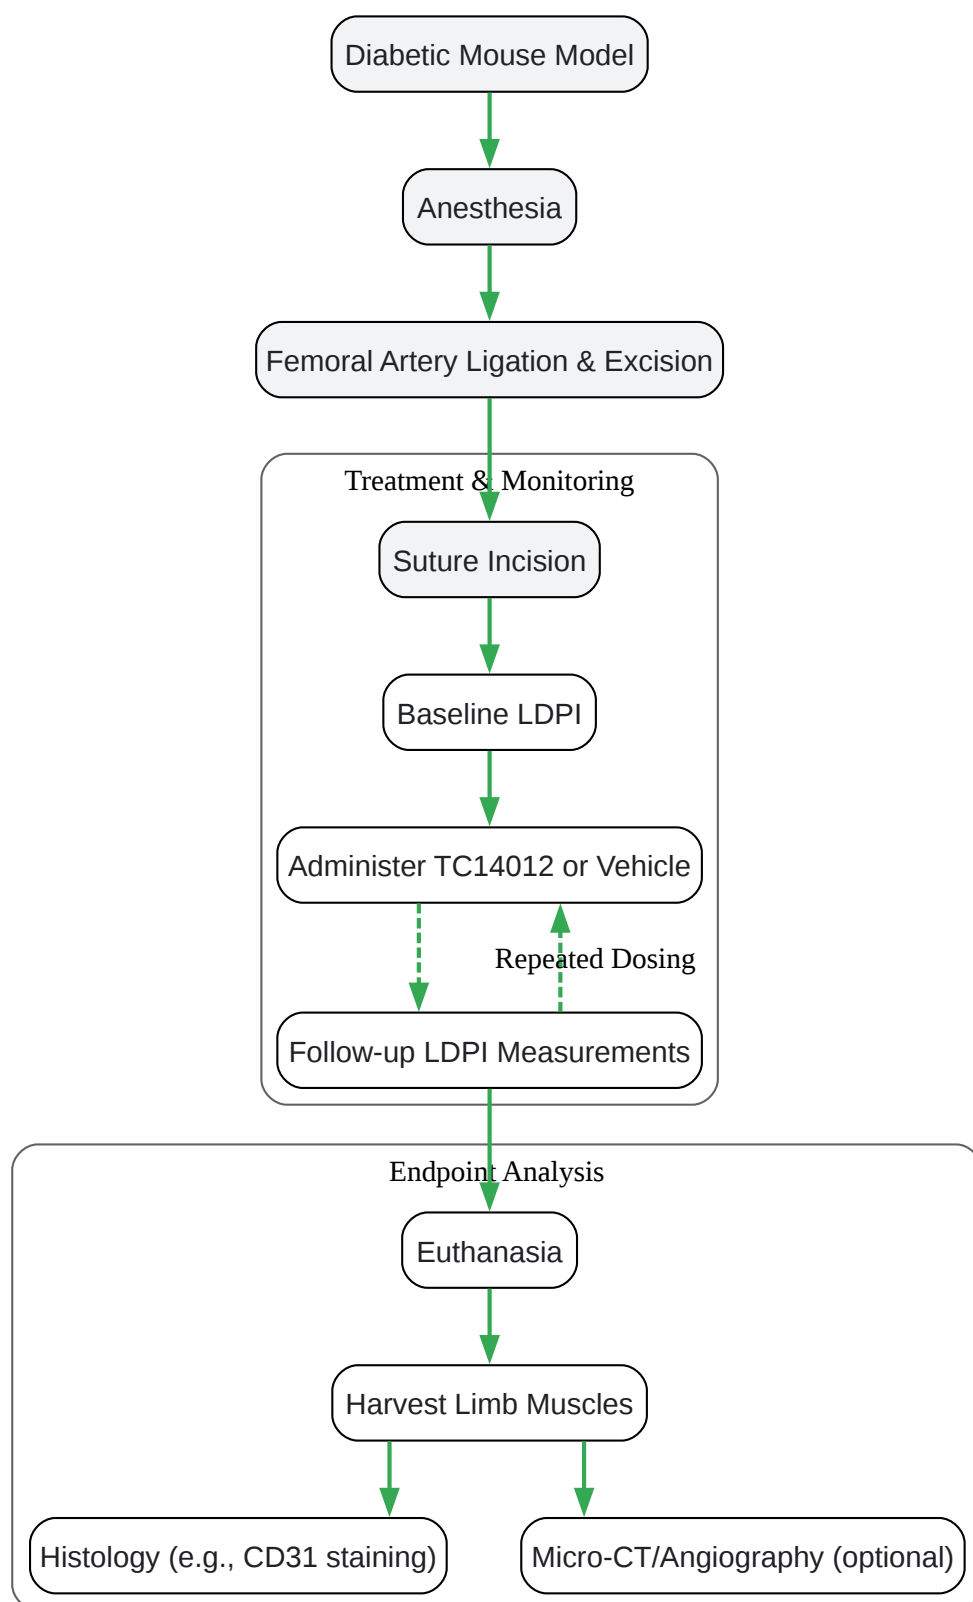 Diabetic Mouse Model
Anesthesia
Femoral Artery Ligation & Excision
Treatment & Monitoring
Suture Incision
Baseline LDPI
Administer TC14012 or Vehicle
Repeated Dosing
Follow-up LDPI Measurements
Endpoint Analysis
Euthanasia
Harvest Limb Muscles
Histology (e.g., CD31 staining)
Micro-CT/Angiography (optional)